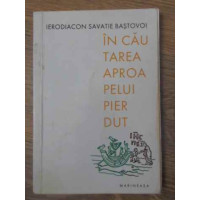 IERODIACON SAVATIE BAȘTOVOI
ÎN CĂU
TAREA
APROA
PELUI
PIER
DUT
MARINEASA